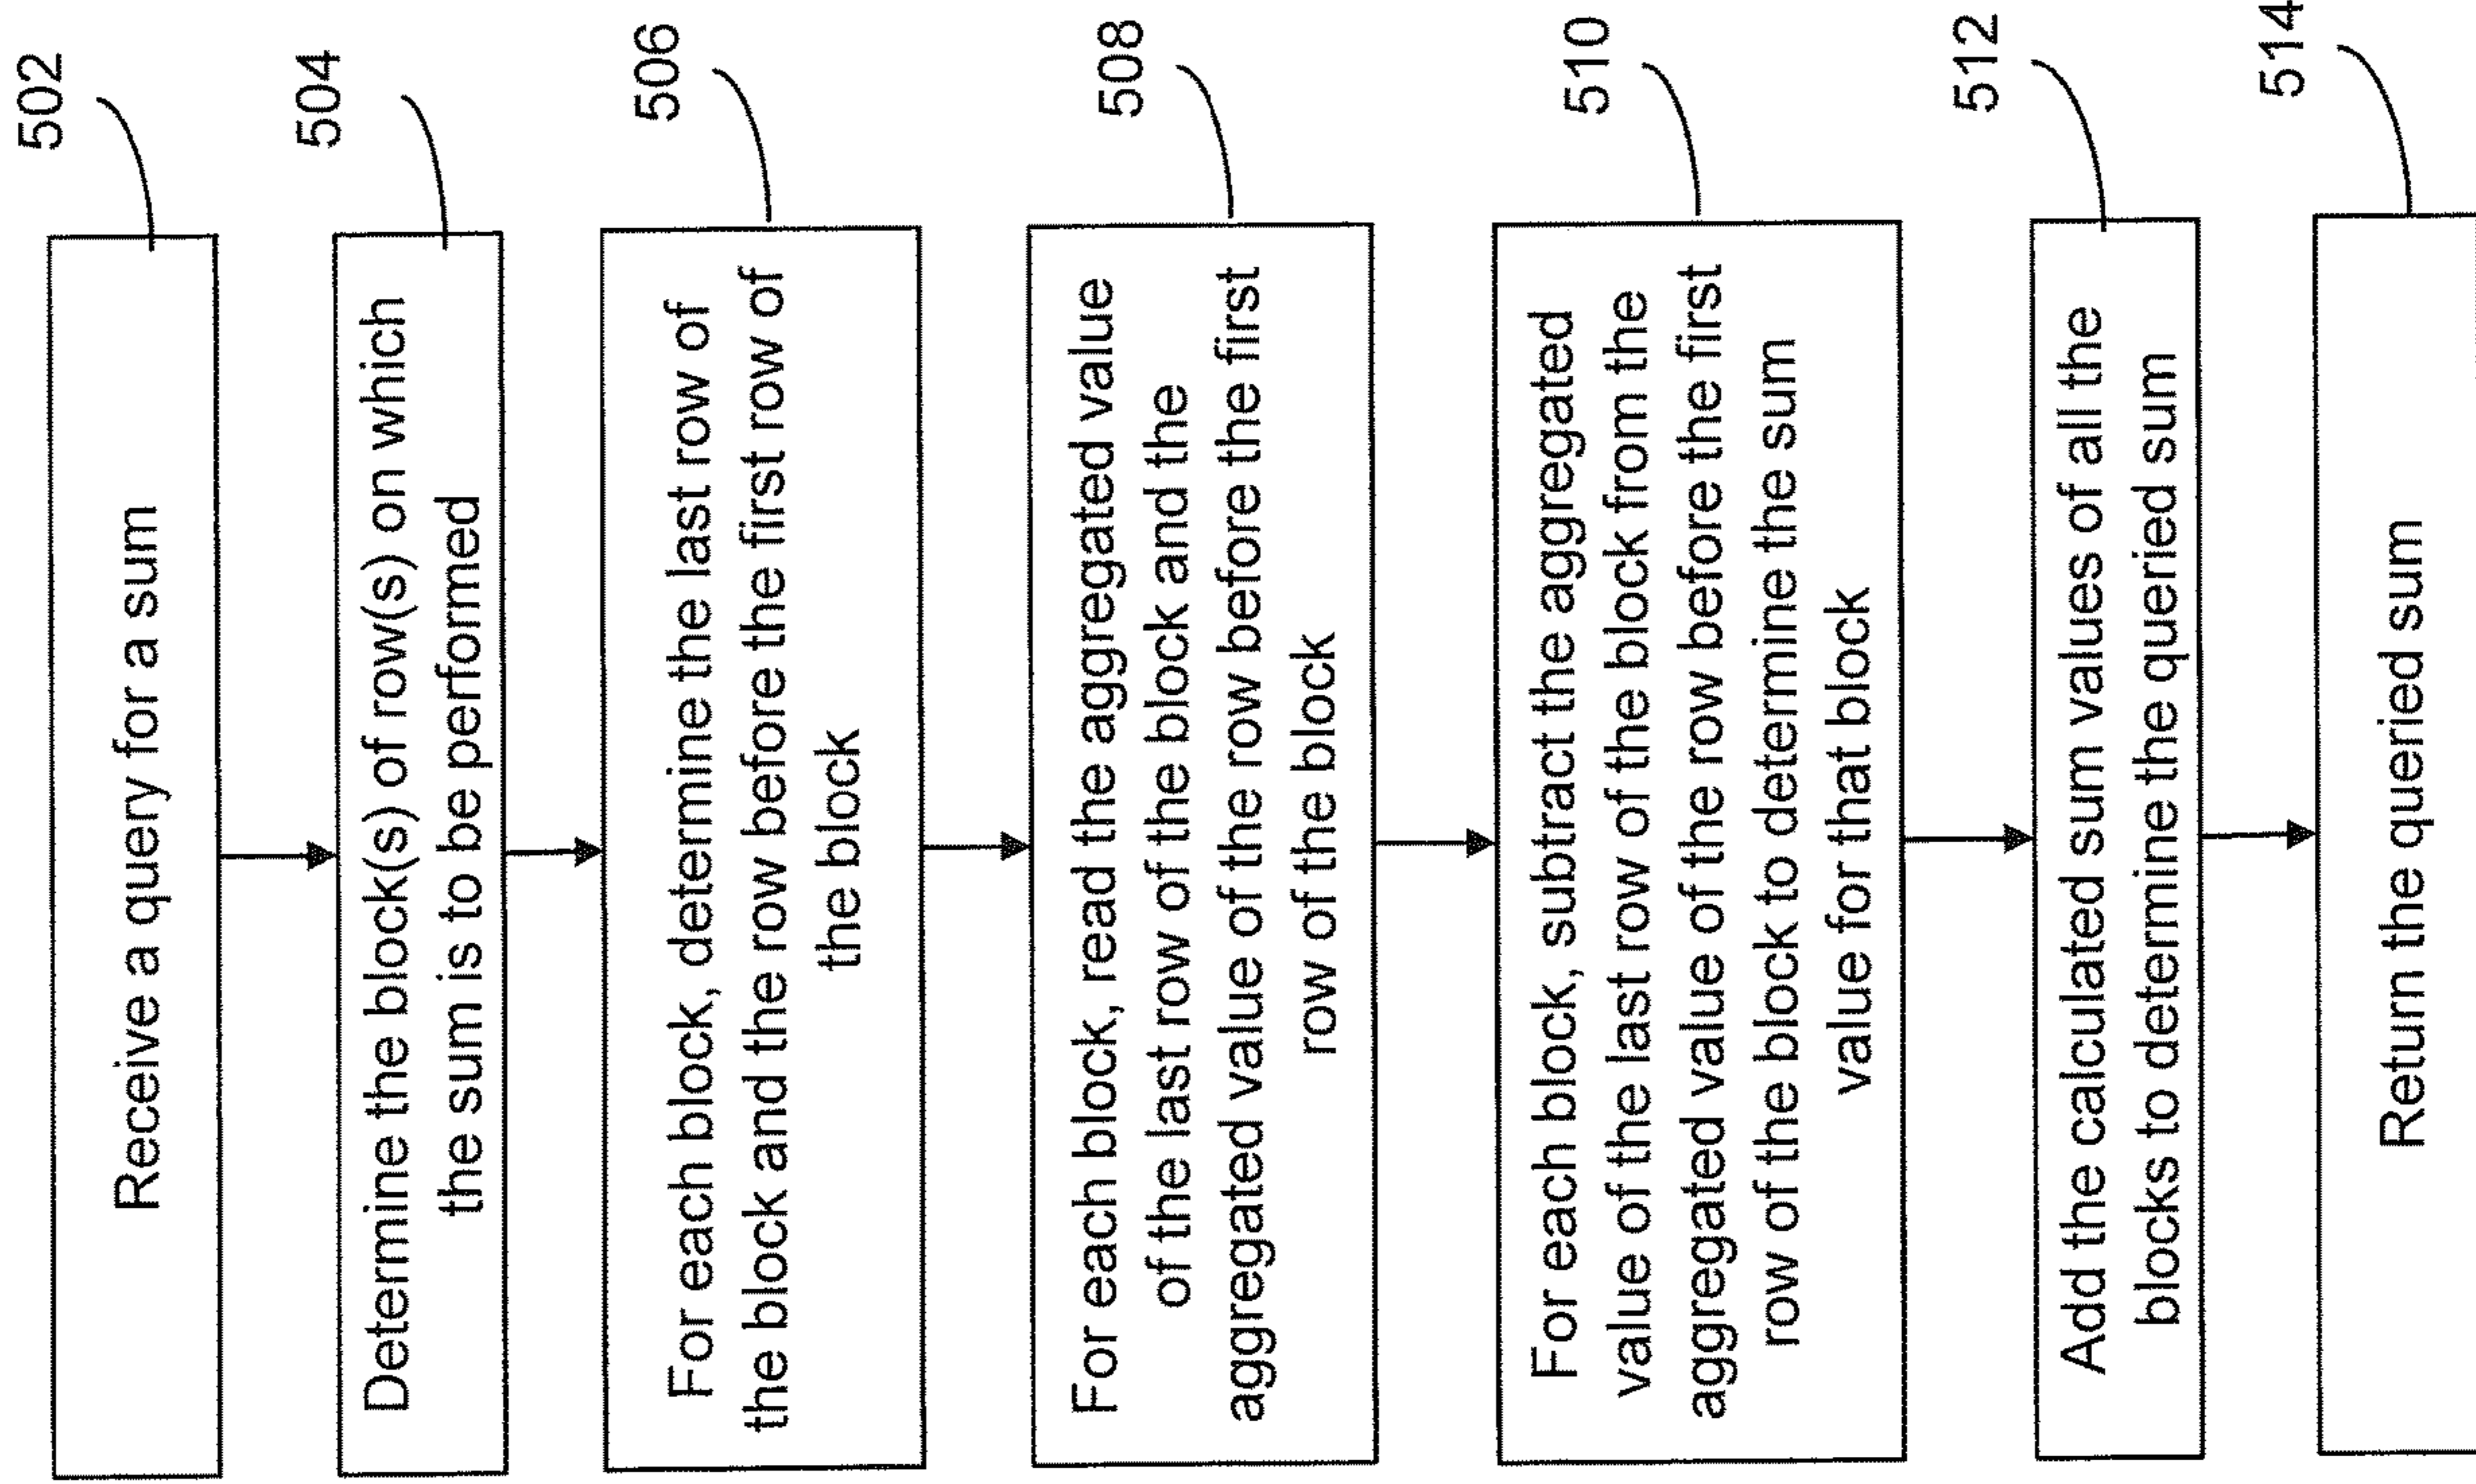 502
Receive a query for a sum
504
Determine the block(s) of row(s) on which
the sum is to be performed
506
For each block, determine the last row of
the block and the row before the first row of
the block
508
For each block, read the aggregated value
of the last row of the block and the
aggregated value of the row before the first
row of the block
510
For each block, subtract the aggregated
value of the last row of the block from the
aggregated value of the row before the first
row of the block to determine the sum
value for that block
512
Add the calculated sum values of all the
blocks to determine the queried sum
514
Return the queried sum